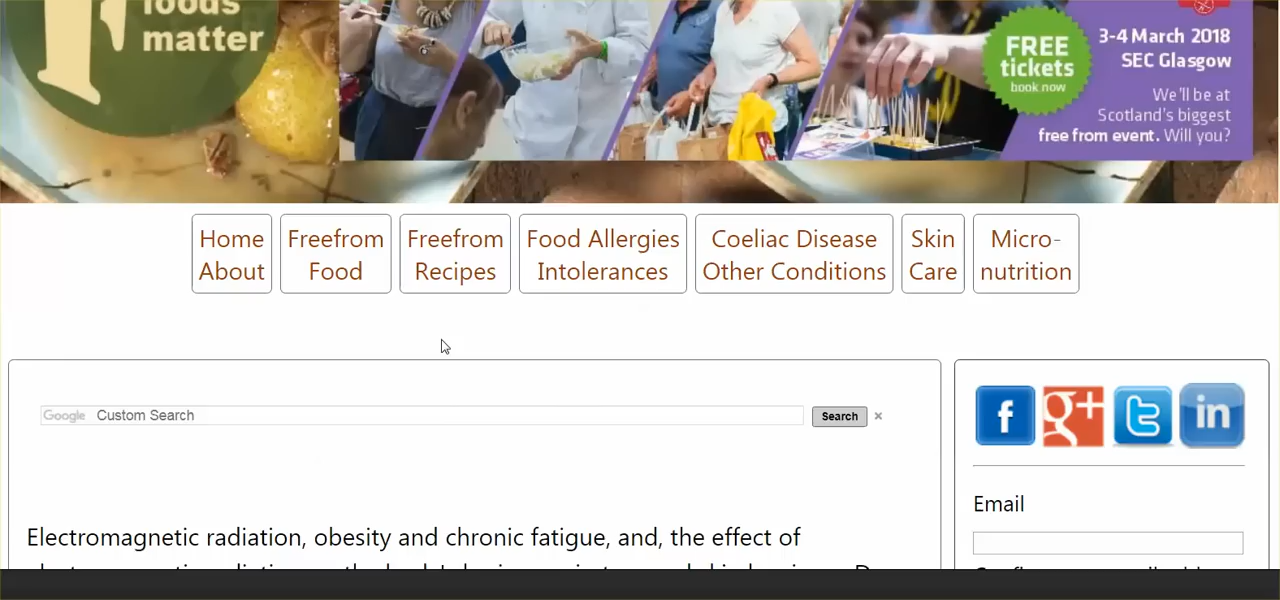 foods
matter
FREE
tickets
book now
3-4 March 2018
SEC Glasgow
We'll be at
Scotland's biggest
free from event. Will you?
Home
About
Freefrom
Food
Freefrom
Recipes
Food Allergies
Intolerances
Coeliac Disease
Other Conditions
Skin
Care
Micro-
nutrition
Google Custom Search
Search
×
f g+ t in
Electromagnetic radiation, obesity and chronic fatigue, and, the effect of
Email